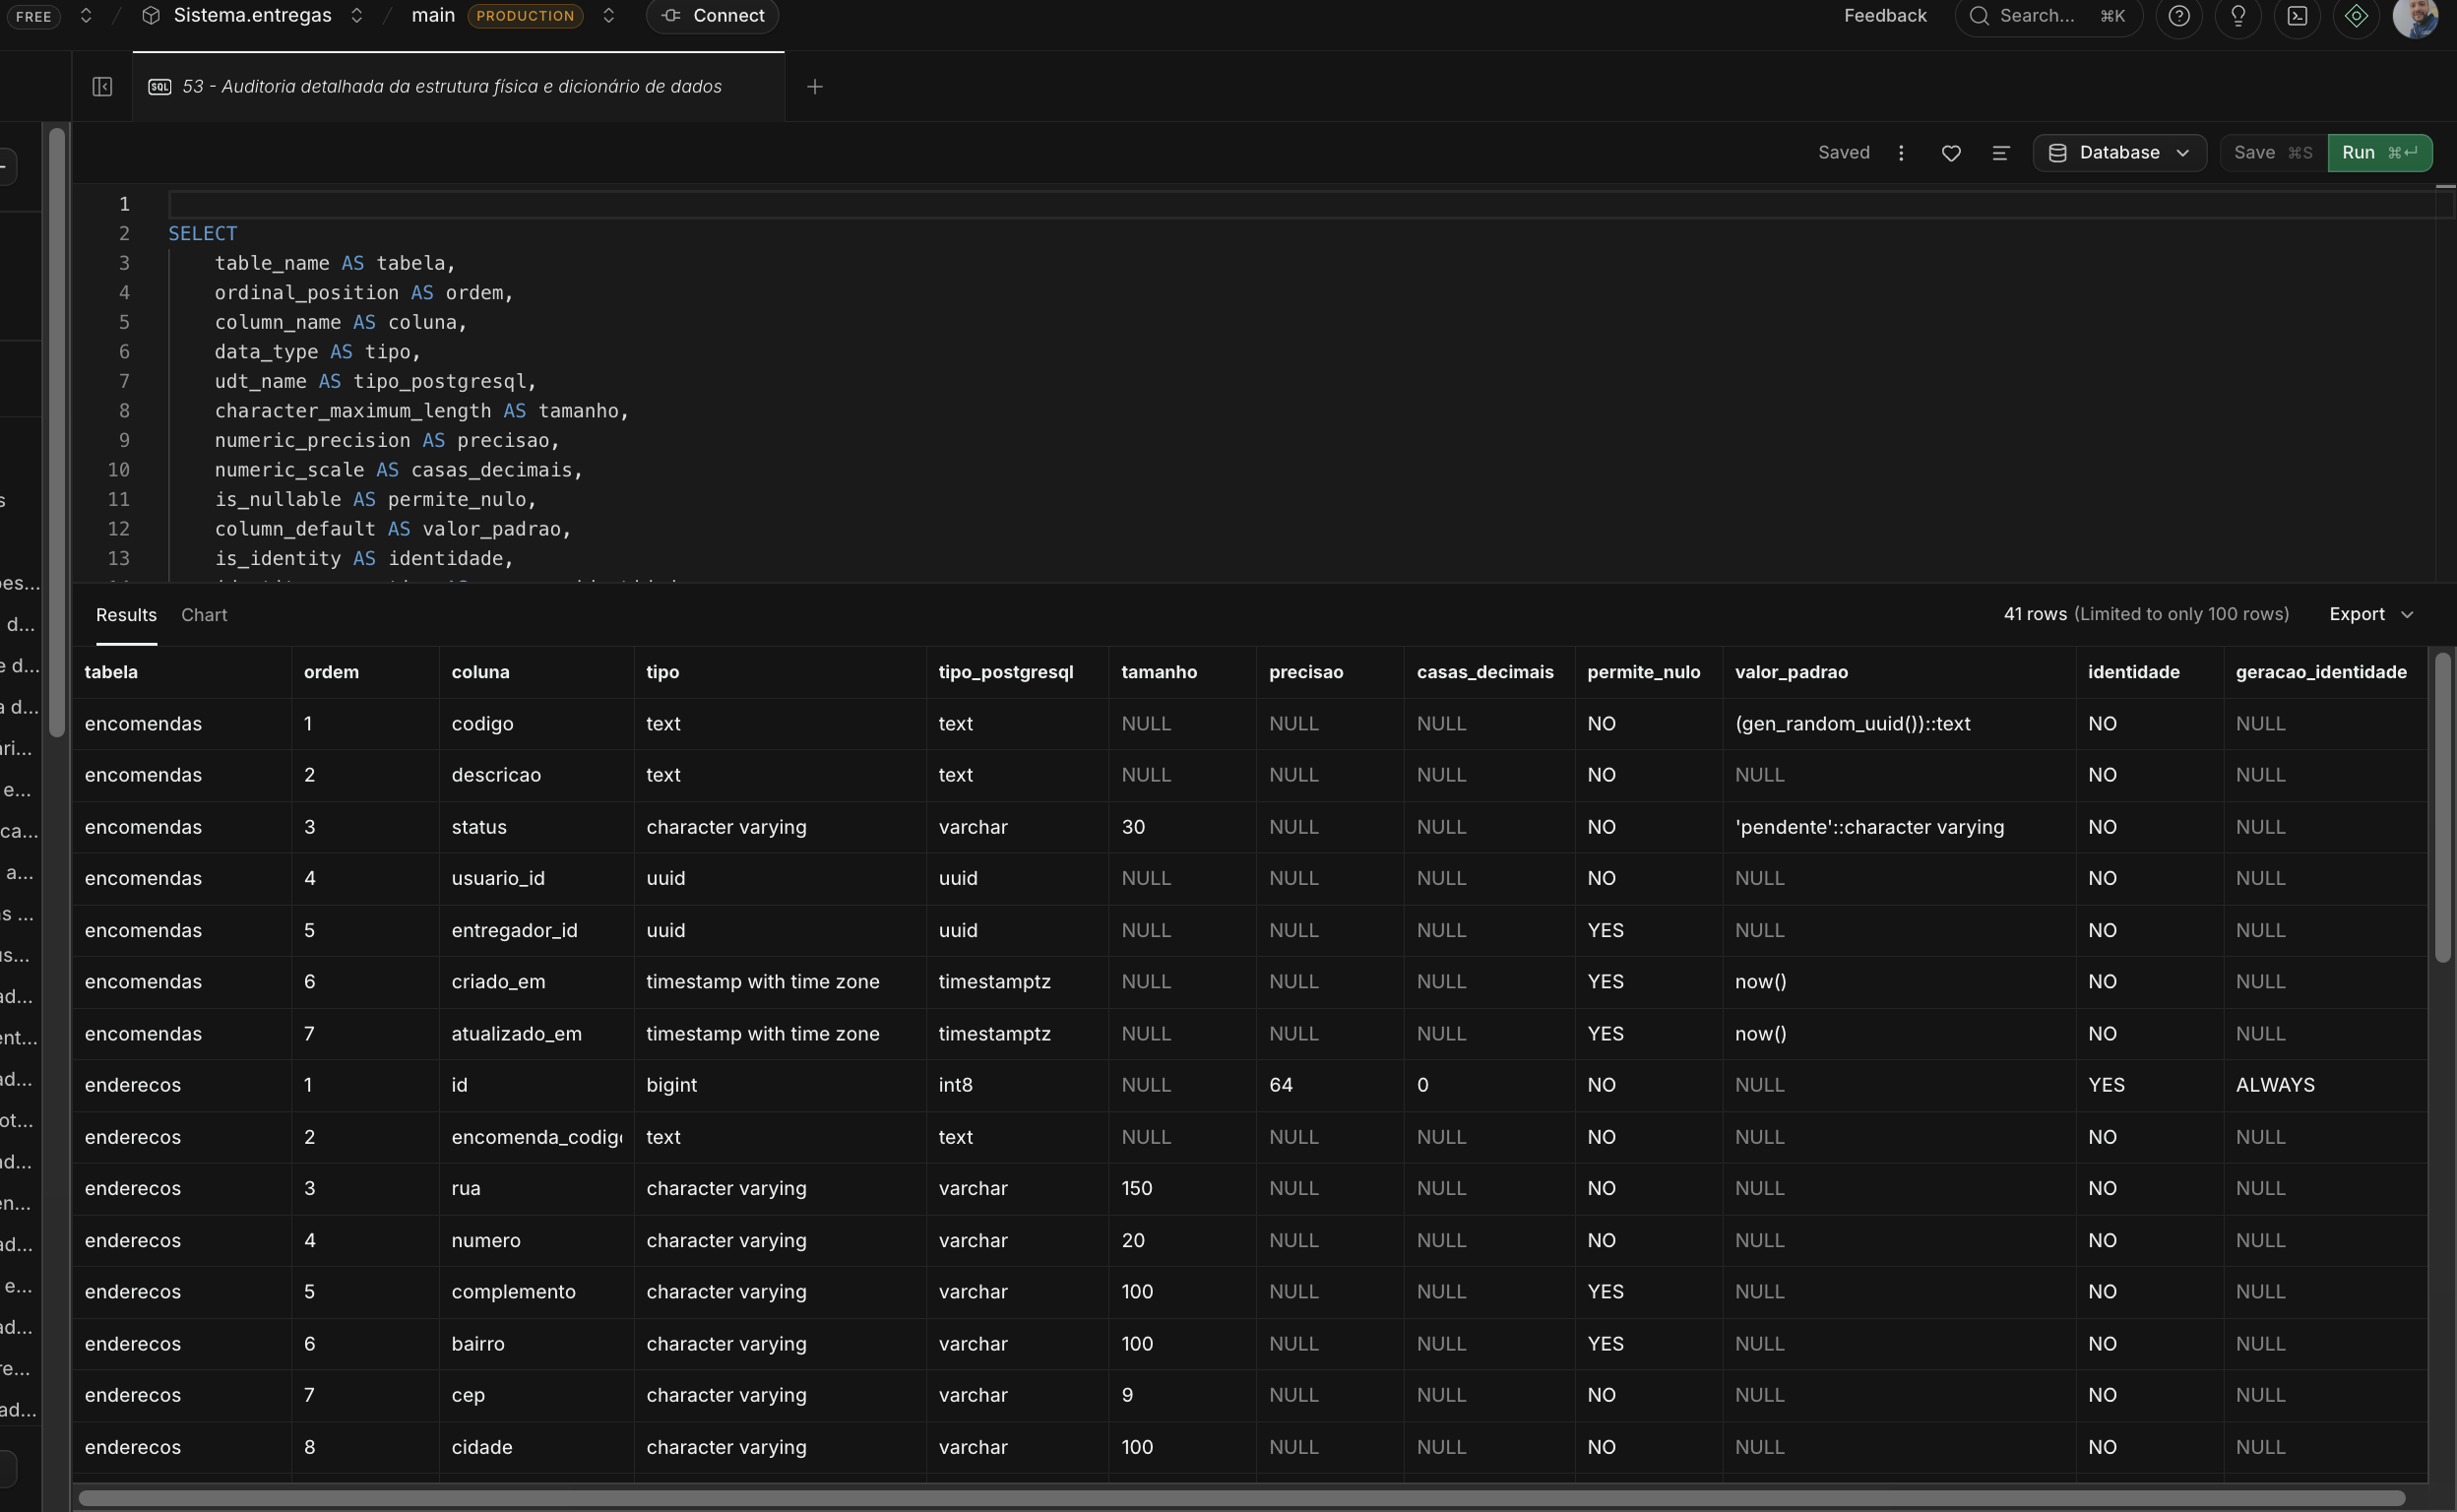 FREE / Sistema.entregas / main PRODUCTION Connect Feedback Search... ⌘K
SQL 53 - Auditoria detalhada da estrutura física e dicionário de dados +
Saved Database Save ⌘S Run ⌘↵
1
2 SELECT
3 table_name AS tabela,
4 ordinal_position AS ordem,
5 column_name AS coluna,
6 data_type AS tipo,
7 udt_name AS tipo_postgresql,
8 character_maximum_length AS tamanho,
9 numeric_precision AS precisao,
10 numeric_scale AS casas_decimais,
11 is_nullable AS permite_nulo,
12 column_default AS valor_padrao,
13 is_identity AS identidade,
Results Chart 41 rows (Limited to only 100 rows) Export
tabela ordem coluna tipo tipo_postgresql tamanho precisao casas_decimais permite_nulo valor_padrao identidade geracao_identidade
encomendas 1 codigo text text NULL NULL NULL NO (gen_random_uuid())::text NO NULL
encomendas 2 descricao text text NULL NULL NULL NO NULL NO NULL
encomendas 3 status character varying varchar 30 NULL NULL NO 'pendente'::character varying NO NULL
encomendas 4 usuario_id uuid uuid NULL NULL NULL NO NULL NO NULL
encomendas 5 entregador_id uuid uuid NULL NULL NULL YES NULL NO NULL
encomendas 6 criado_em timestamp with time zone timestamptz NULL NULL NULL YES now() NO NULL
encomendas 7 atualizado_em timestamp with time zone timestamptz NULL NULL NULL YES now() NO NULL
enderecos 1 id bigint int8 NULL 64 0 NO NULL YES ALWAYS
enderecos 2 encomenda_codig text text NULL NULL NULL NO NULL NO NULL
enderecos 3 rua character varying varchar 150 NULL NULL NO NULL NO NULL
enderecos 4 numero character varying varchar 20 NULL NULL NO NULL NO NULL
enderecos 5 complemento character varying varchar 100 NULL NULL YES NULL NO NULL
enderecos 6 bairro character varying varchar 100 NULL NULL YES NULL NO NULL
enderecos 7 cep character varying varchar 9 NULL NULL NO NULL NO NULL
enderecos 8 cidade character varying varchar 100 NULL NULL NO NULL NO NULL